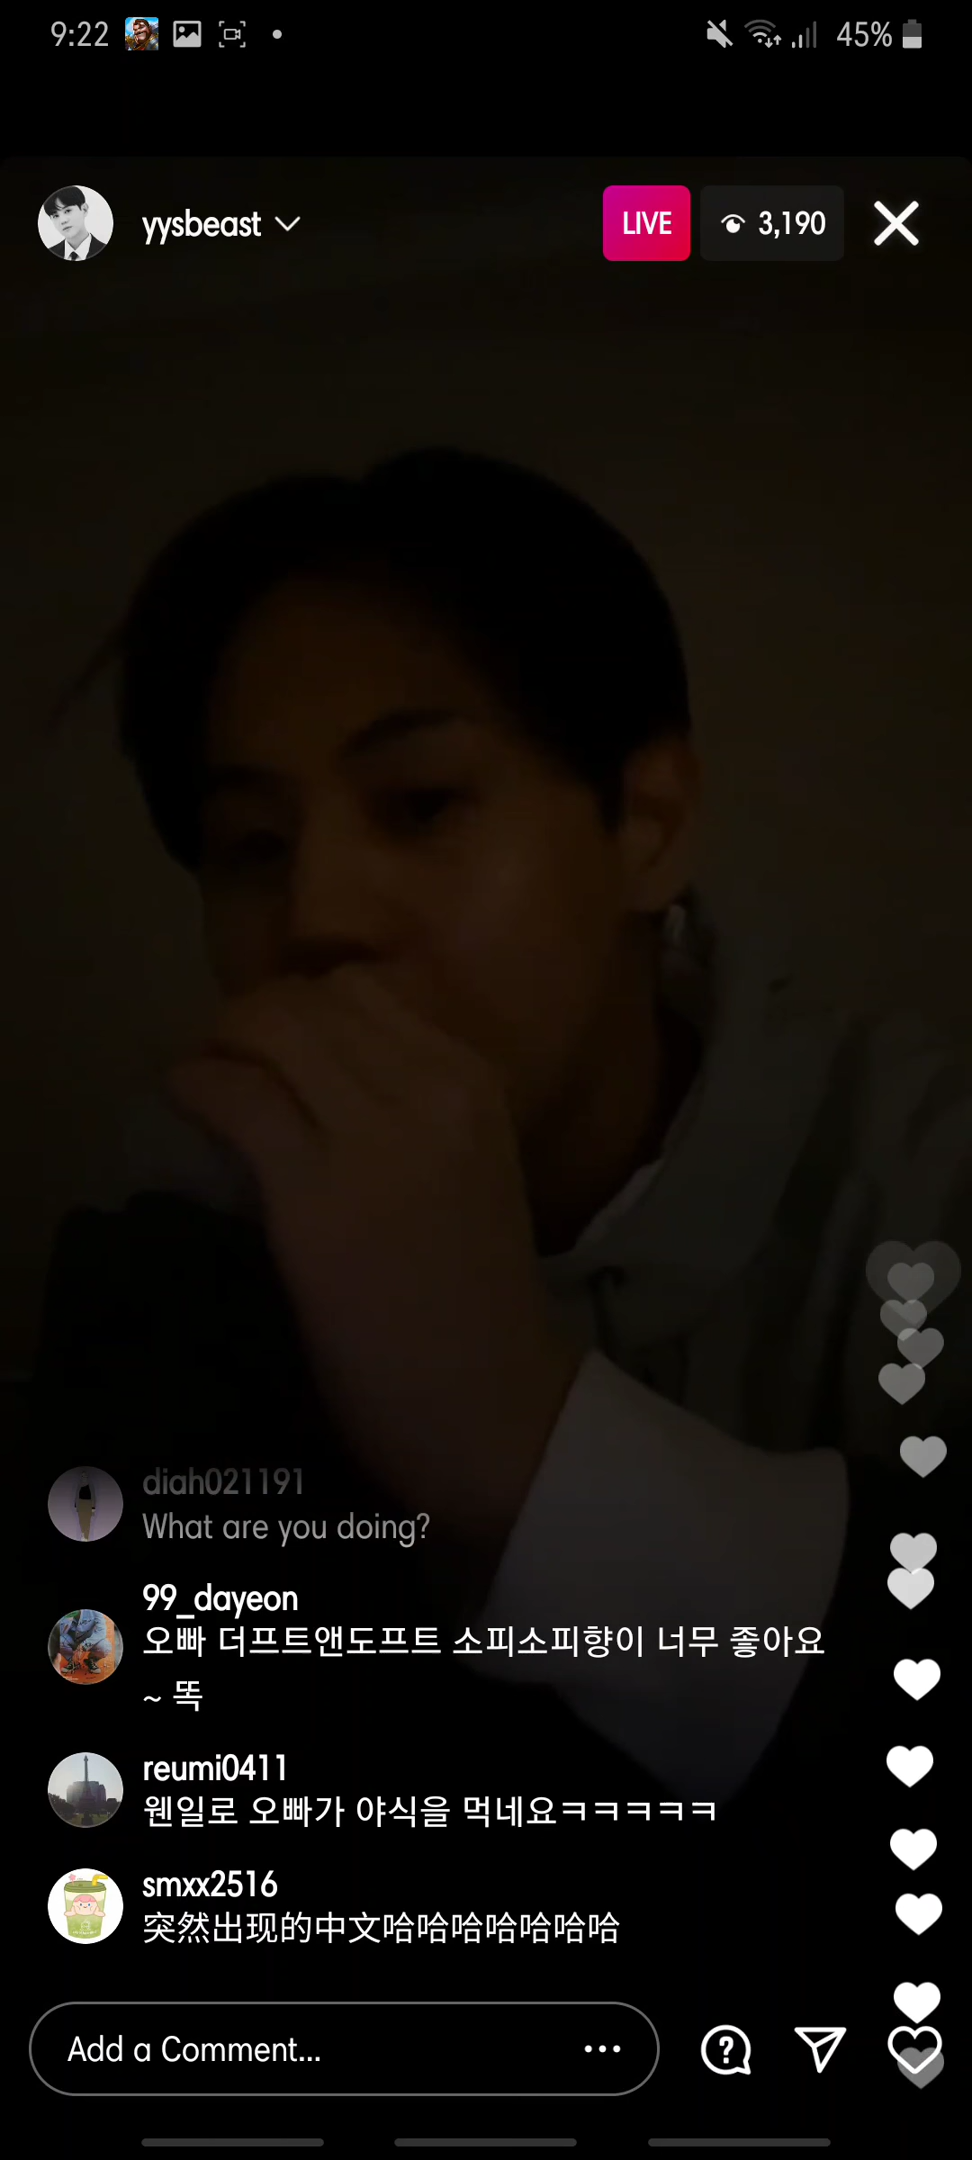 9:22
45%
yysbeast
LIVE
3,190
diah021191
What are you doing?
99_dayeon
오빠 더프트앤도프트 소피소피향이 너무 좋아요
~ 똑
reumi0411
웬일로 오빠가 야식을 먹네요ㅋㅋㅋㅋㅋ
smxx2516
突然出现的中文哈哈哈哈哈哈哈
Add a Comment...